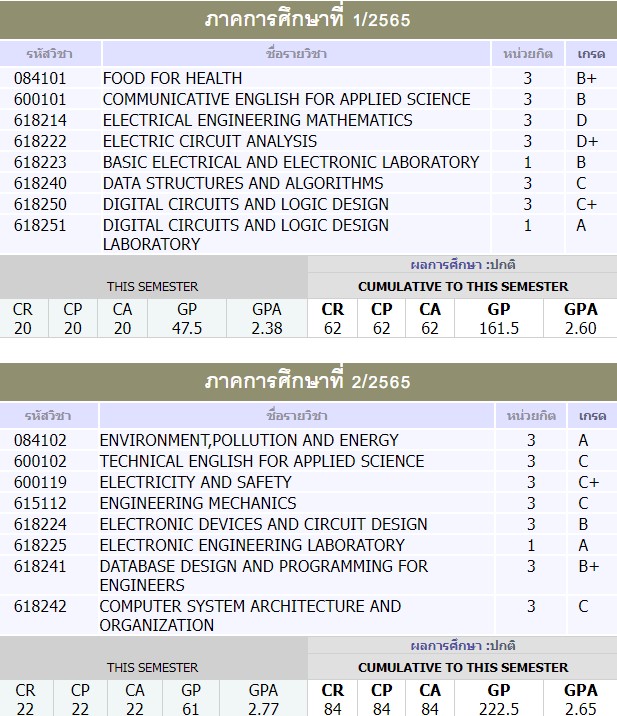 ภาคการศึกษาที่ 1/2565
รหัสวิชา ชื่อรายวิชา หน่วยกิต เกรด
084101 FOOD FOR HEALTH 3 B+
600101 COMMUNICATIVE ENGLISH FOR APPLIED SCIENCE 3 B
618214 ELECTRICAL ENGINEERING MATHEMATICS 3 D
618222 ELECTRIC CIRCUIT ANALYSIS 3 D+
618223 BASIC ELECTRICAL AND ELECTRONIC LABORATORY 1 B
618240 DATA STRUCTURES AND ALGORITHMS 3 C
618250 DIGITAL CIRCUITS AND LOGIC DESIGN 3 C+
618251 DIGITAL CIRCUITS AND LOGIC DESIGN 1 A
LABORATORY
ผลการศึกษา :ปกติ
THIS SEMESTER CUMULATIVE TO THIS SEMESTER
CR CP CA GP GPA CR CP CA GP GPA
20 20 20 47.5 2.38 62 62 62 161.5 2.60
ภาคการศึกษาที่ 2/2565
รหัสวิชา ชื่อรายวิชา หน่วยกิต เกรด
084102 ENVIRONMENT,POLLUTION AND ENERGY 3 A
600102 TECHNICAL ENGLISH FOR APPLIED SCIENCE 3 C
600119 ELECTRICITY AND SAFETY 3 C+
615112 ENGINEERING MECHANICS 3 C
618224 ELECTRONIC DEVICES AND CIRCUIT DESIGN 3 B
618225 ELECTRONIC ENGINEERING LABORATORY 1 A
618241 DATABASE DESIGN AND PROGRAMMING FOR 3 B+
ENGINEERS
618242 COMPUTER SYSTEM ARCHITECTURE AND 3 C
ORGANIZATION
ผลการศึกษา :ปกติ
THIS SEMESTER CUMULATIVE TO THIS SEMESTER
CR CP CA GP GPA CR CP CA GP GPA
22 22 22 61 2.77 84 84 84 222.5 2.65